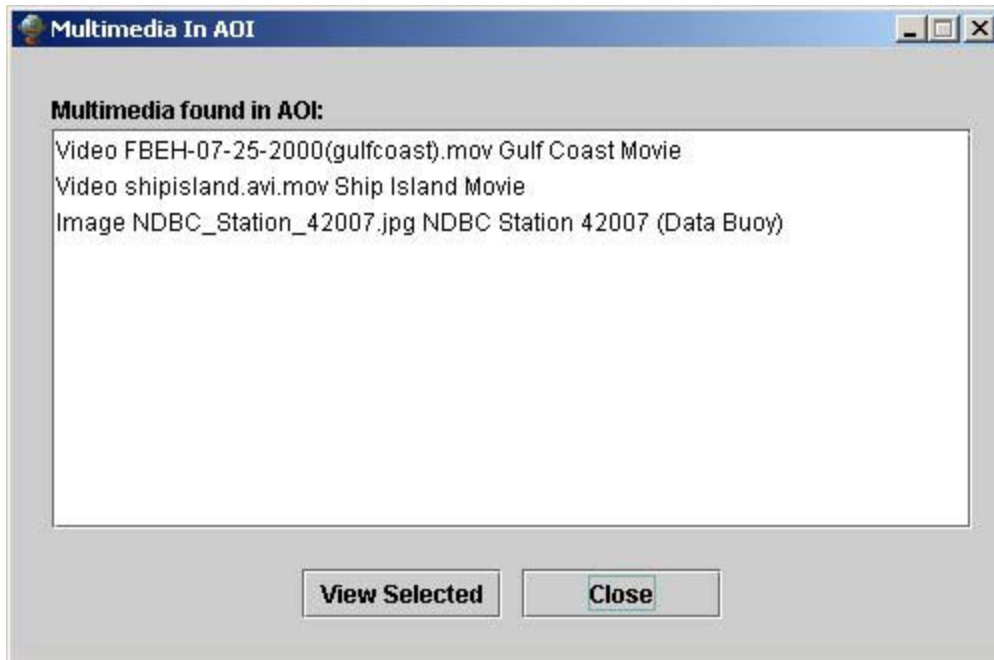 Multimedia In AOI
Multimedia found in AOI:
Video FBEH-07-25-2000(gulfcoast).mov Gulf Coast Movie
Video shipisland.avi.mov Ship Island Movie
Image NDBC_Station_42007.jpg NDBC Station 42007 (Data Buoy)
View Selected Close